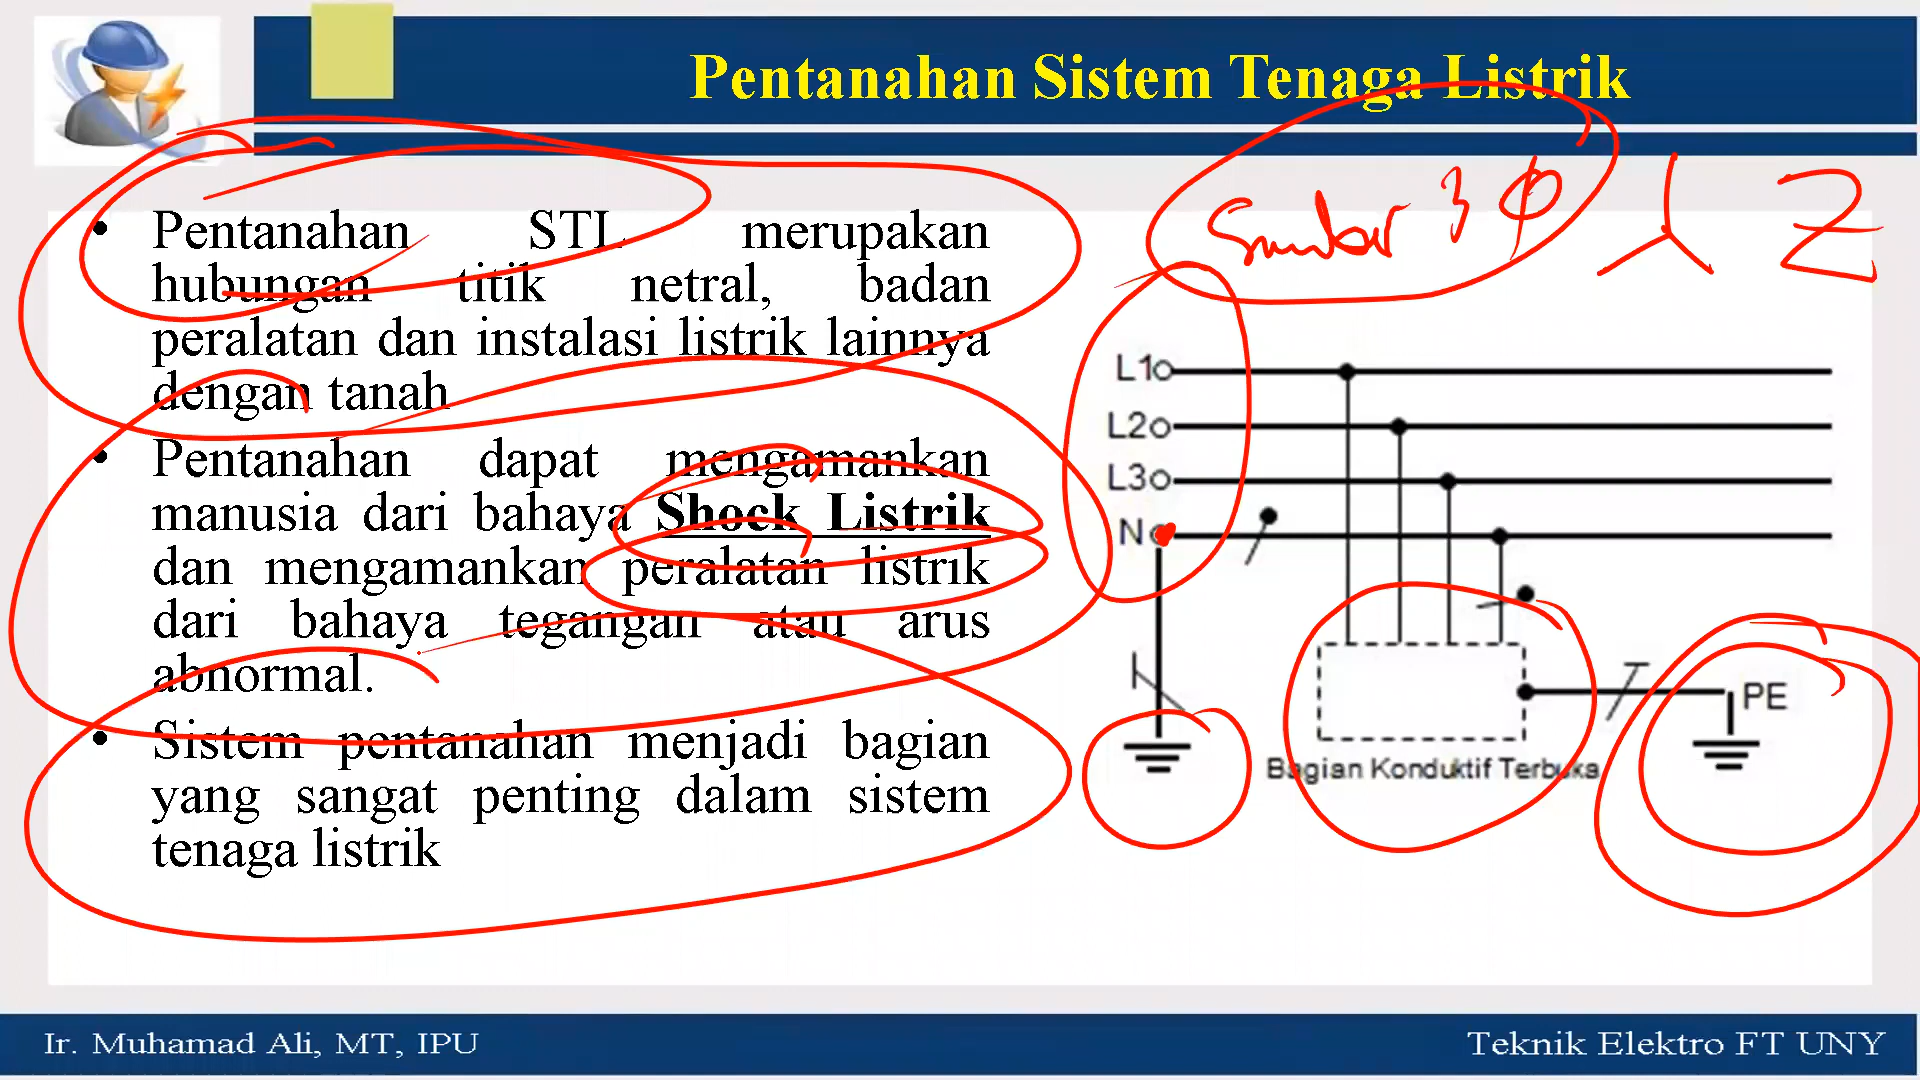 Pentanahan Sistem Tenaga Listrik
• Pentanahan STL merupakan
hubungan titik netral, badan
peralatan dan instalasi listrik lainnya
dengan tanah
• Pentanahan dapat mengamankan
manusia dari bahaya Shock Listrik
dan mengamankan peralatan listrik
dari bahaya tegangan atau arus
abnormal.
• Sistem pentanahan menjadi bagian
yang sangat penting dalam sistem
tenaga listrik
Sumber 3 φ
Z
L1
L2
L3
N
PE
Bagian Konduktif Terbuka
Ir. Muhamad Ali, MT, IPU
Teknik Elektro FT UNY